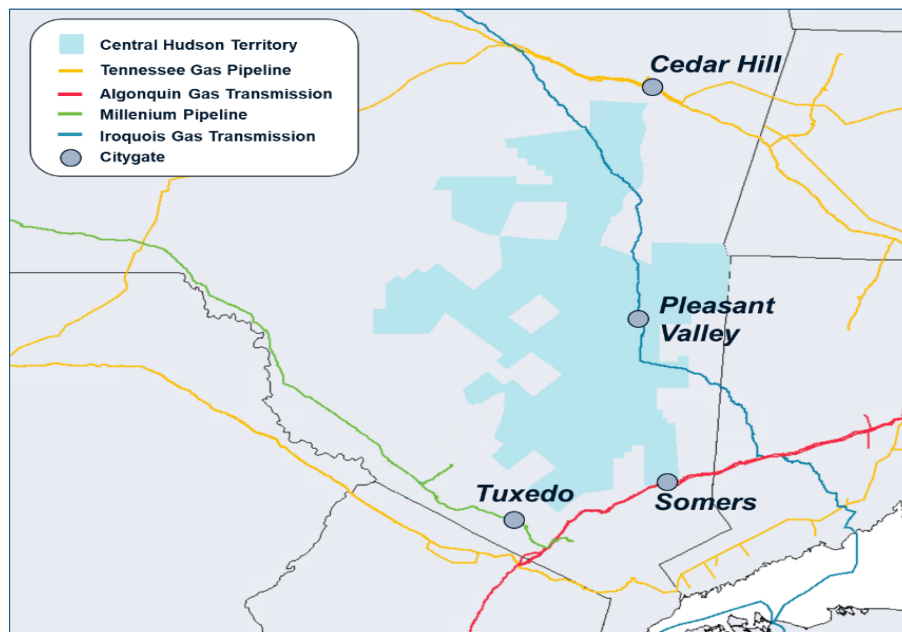 Central Hudson Territory
Tennessee Gas Pipeline
Algonquin Gas Transmission
Millenium Pipeline
Iroquois Gas Transmission
Citygate
Cedar Hill
Pleasant
Valley
Tuxedo
Somers